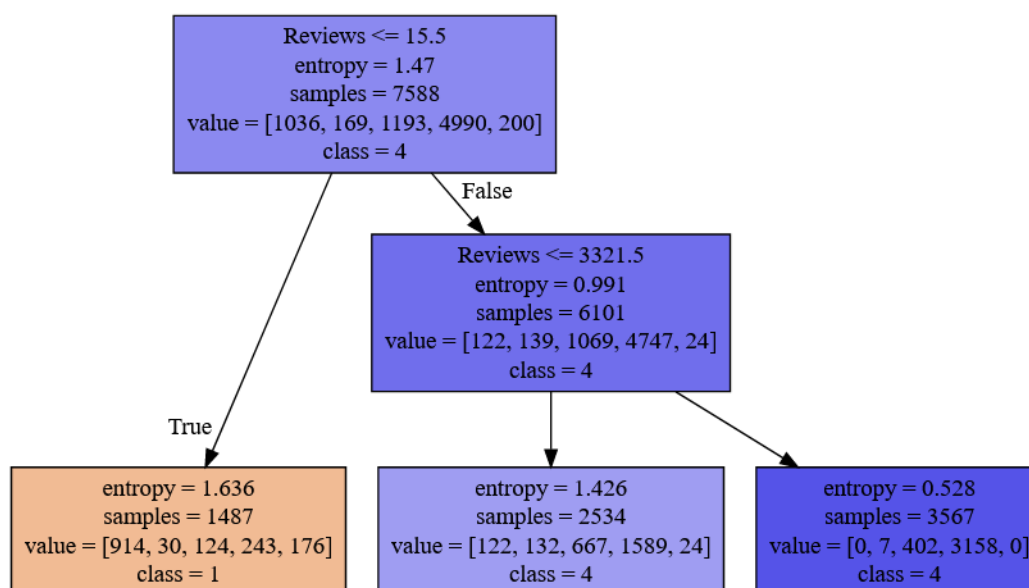 Reviews <= 15.5
entropy = 1.47
samples = 7588
value = [1036, 169, 1193, 4990, 200]
class = 4
False
Reviews <= 3321.5
entropy = 0.991
samples = 6101
value = [122, 139, 1069, 4747, 24]
class = 4
True
entropy = 1.636
samples = 1487
value = [914, 30, 124, 243, 176]
class = 1
entropy = 1.426
samples = 2534
value = [122, 132, 667, 1589, 24]
class = 4
entropy = 0.528
samples = 3567
value = [0, 7, 402, 3158, 0]
class = 4